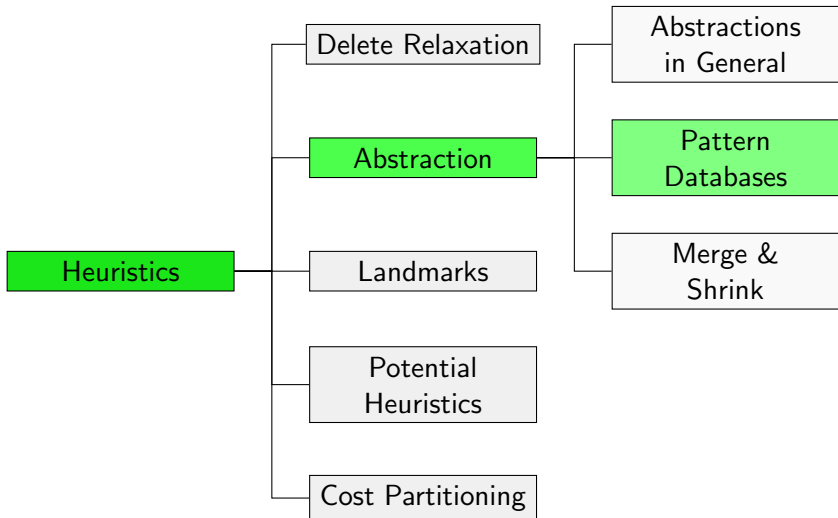 Delete Relaxation
Abstractions
in General
Abstraction
Pattern
Databases
Heuristics
Landmarks
Merge &
Shrink
Potential
Heuristics
Cost Partitioning